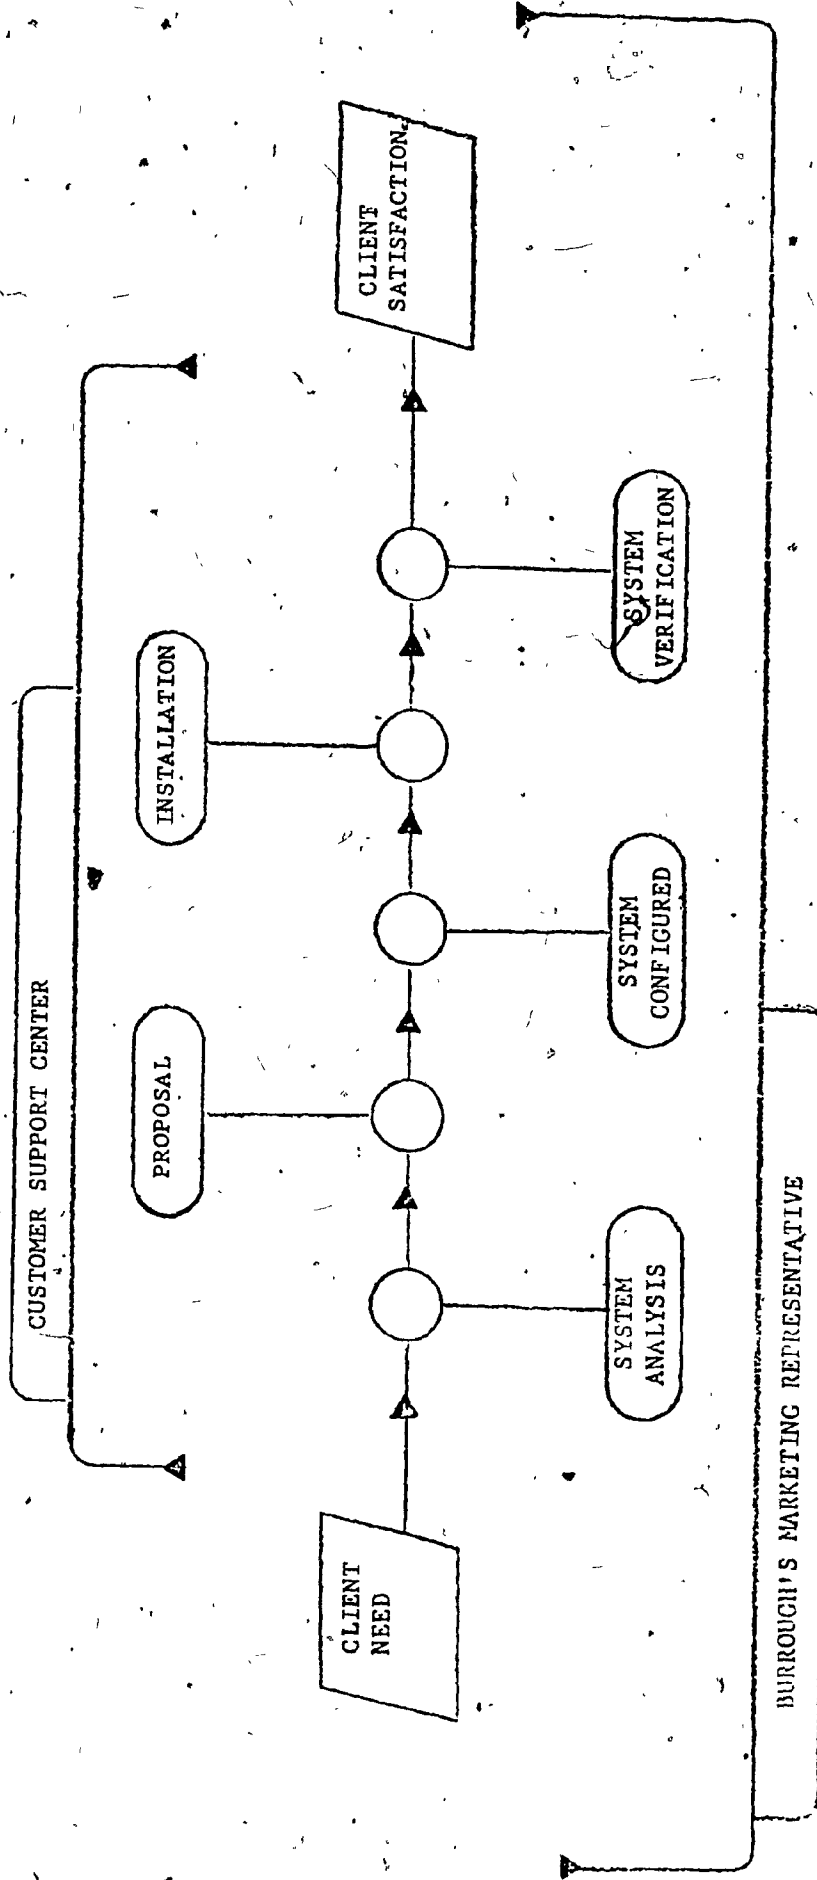 CUSTOMER SUPPORT CENTER
PROPOSAL
INSTALLATION
CLIENT
NEED
CLIENT
SATISFACTION
SYSTEM
ANALYSIS
SYSTEM
CONFIGURED
SYSTEM
VERIFICATION
BURROUGH'S MARKETING REPRESENTATIVE